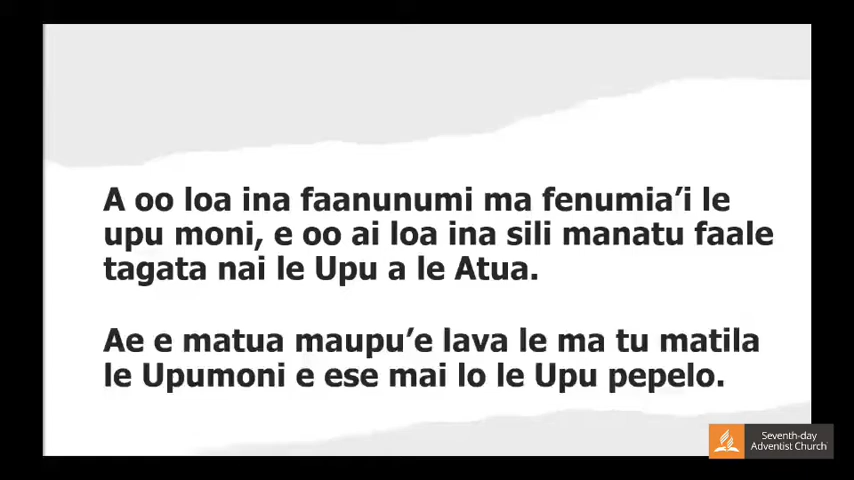 A oo loa ina faanunumi ma fenumia’i le
upu moni, e oo ai loa ina sili manatu faale
tagata nai le Upu a le Atua.
Ae e matua maupu’e lava le ma tu matila
le Upumoni e ese mai lo le Upu pepelo.
Seventh-day
Adventist Church